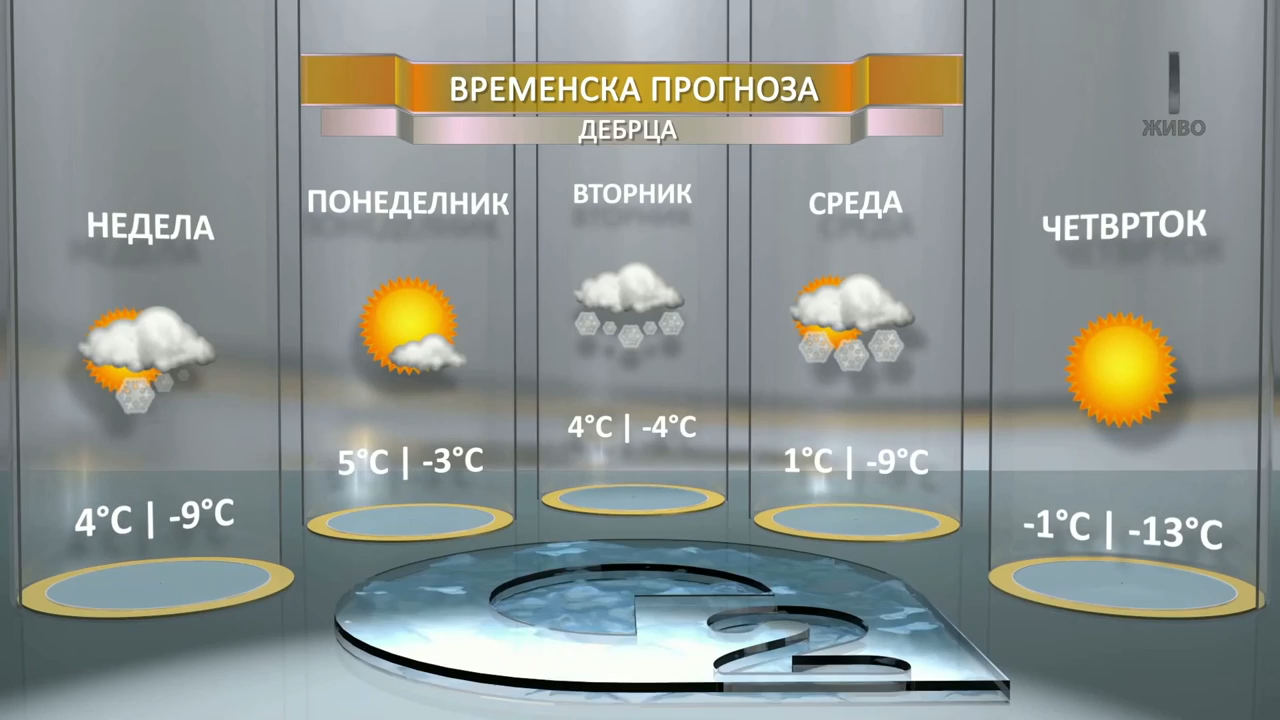 ВРЕМЕНСКА ПРОГНОЗА
ДЕБРЦА
ЖИВО
НЕДЕЛА
4°C | -9°C
ПОНЕДЕЛНИК
5°C | -3°C
ВТОРНИК
4°C | -4°C
СРЕДА
1°C | -9°C
ЧЕТВРТОК
-1°C | -13°C
2